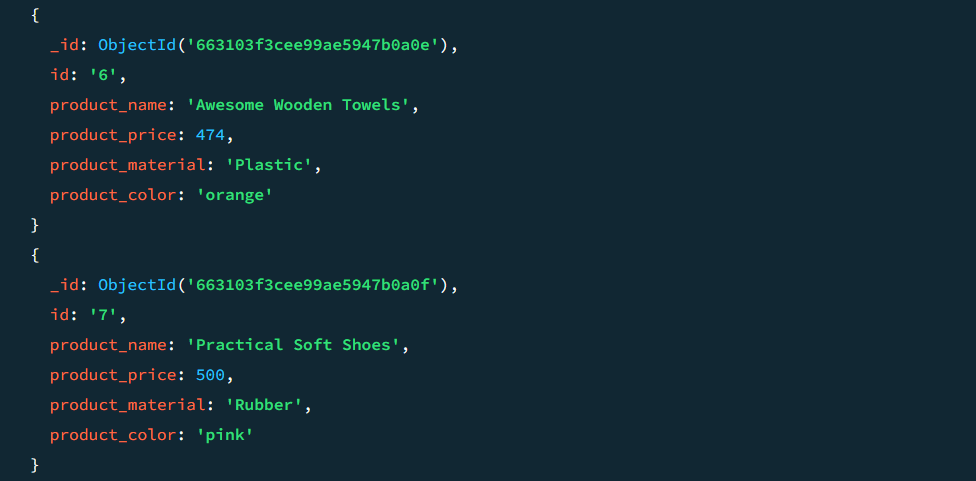 {
_id: ObjectId('663103f3cee99ae5947b0a0e'),
id: '6',
product_name: 'Awesome Wooden Towels',
product_price: 474,
product_material: 'Plastic',
product_color: 'orange'
}
{
_id: ObjectId('663103f3cee99ae5947b0a0f'),
id: '7',
product_name: 'Practical Soft Shoes',
product_price: 500,
product_material: 'Rubber',
product_color: 'pink'
}